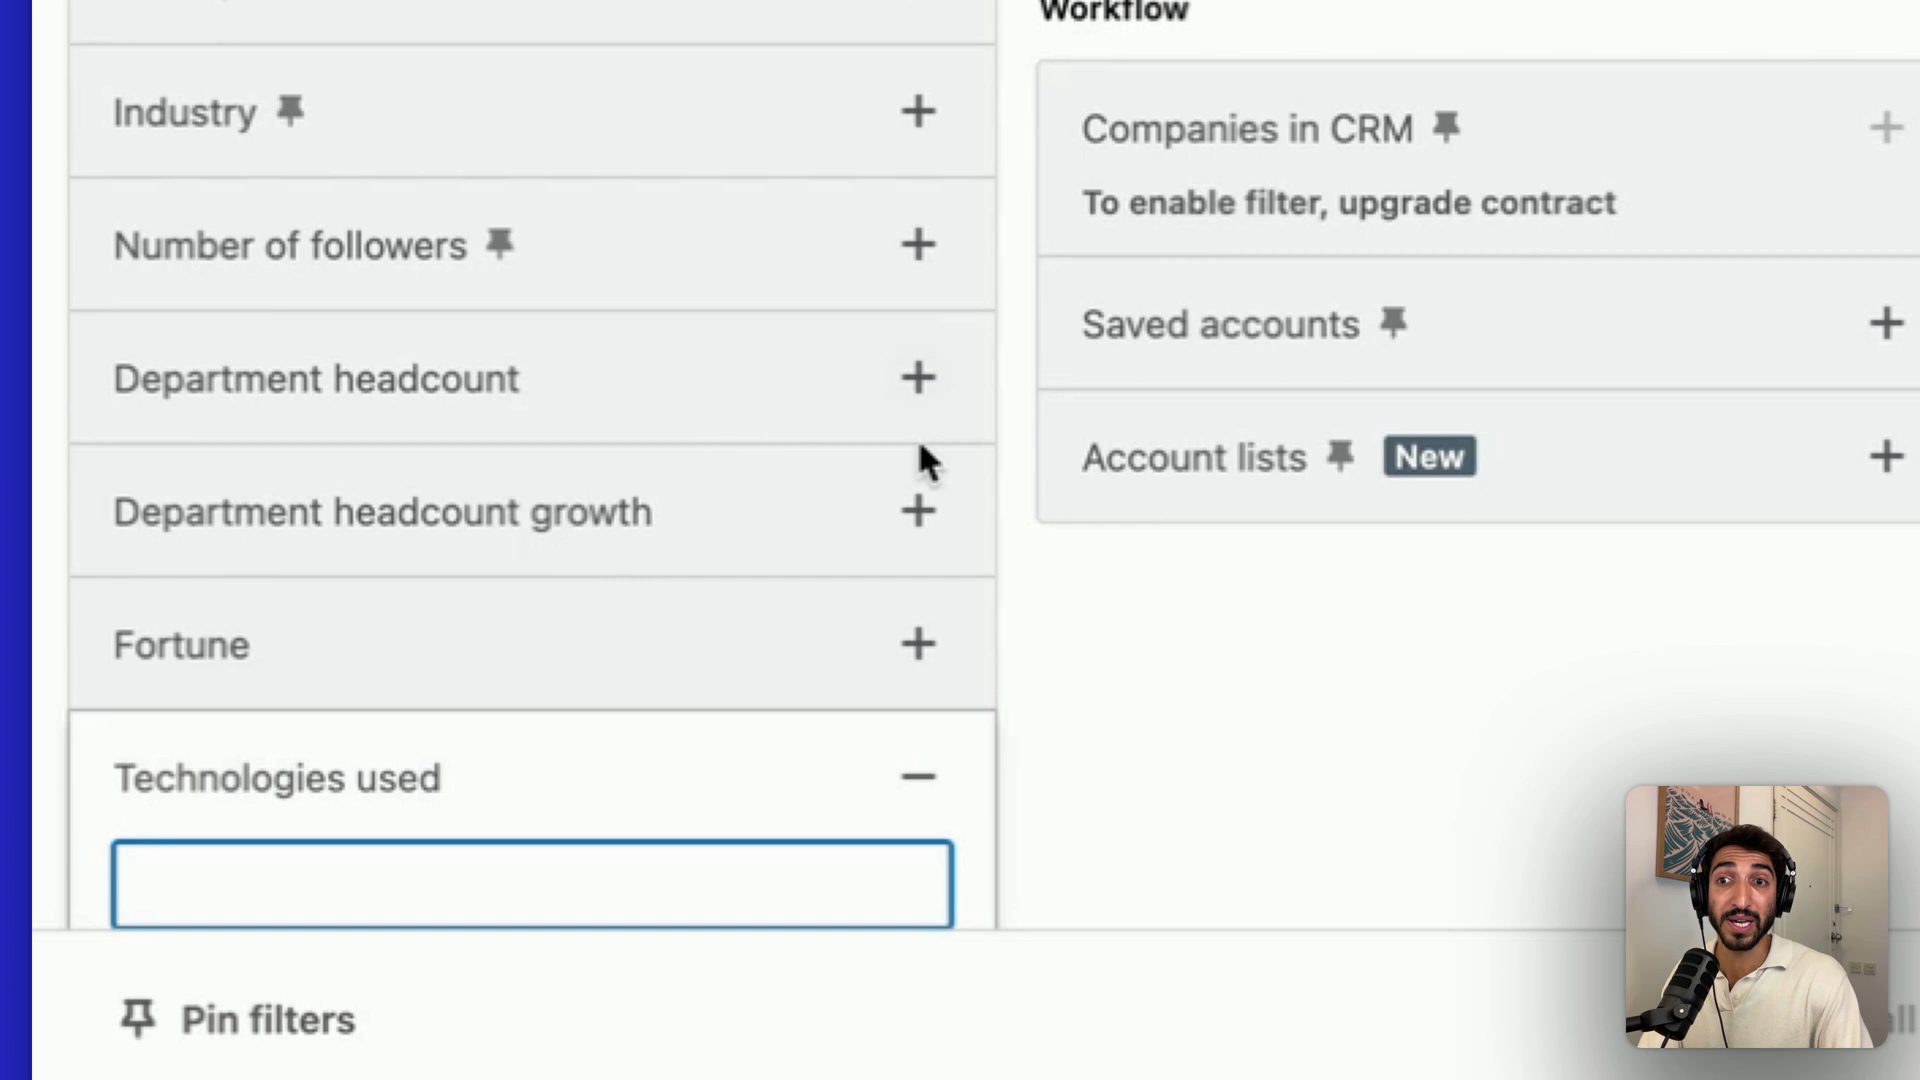 Workflow
Industry
Companies in CRM
To enable filter, upgrade contract
Number of followers
Saved accounts
Department headcount
Account lists New
Department headcount growth
Fortune
Technologies used
Pin filters